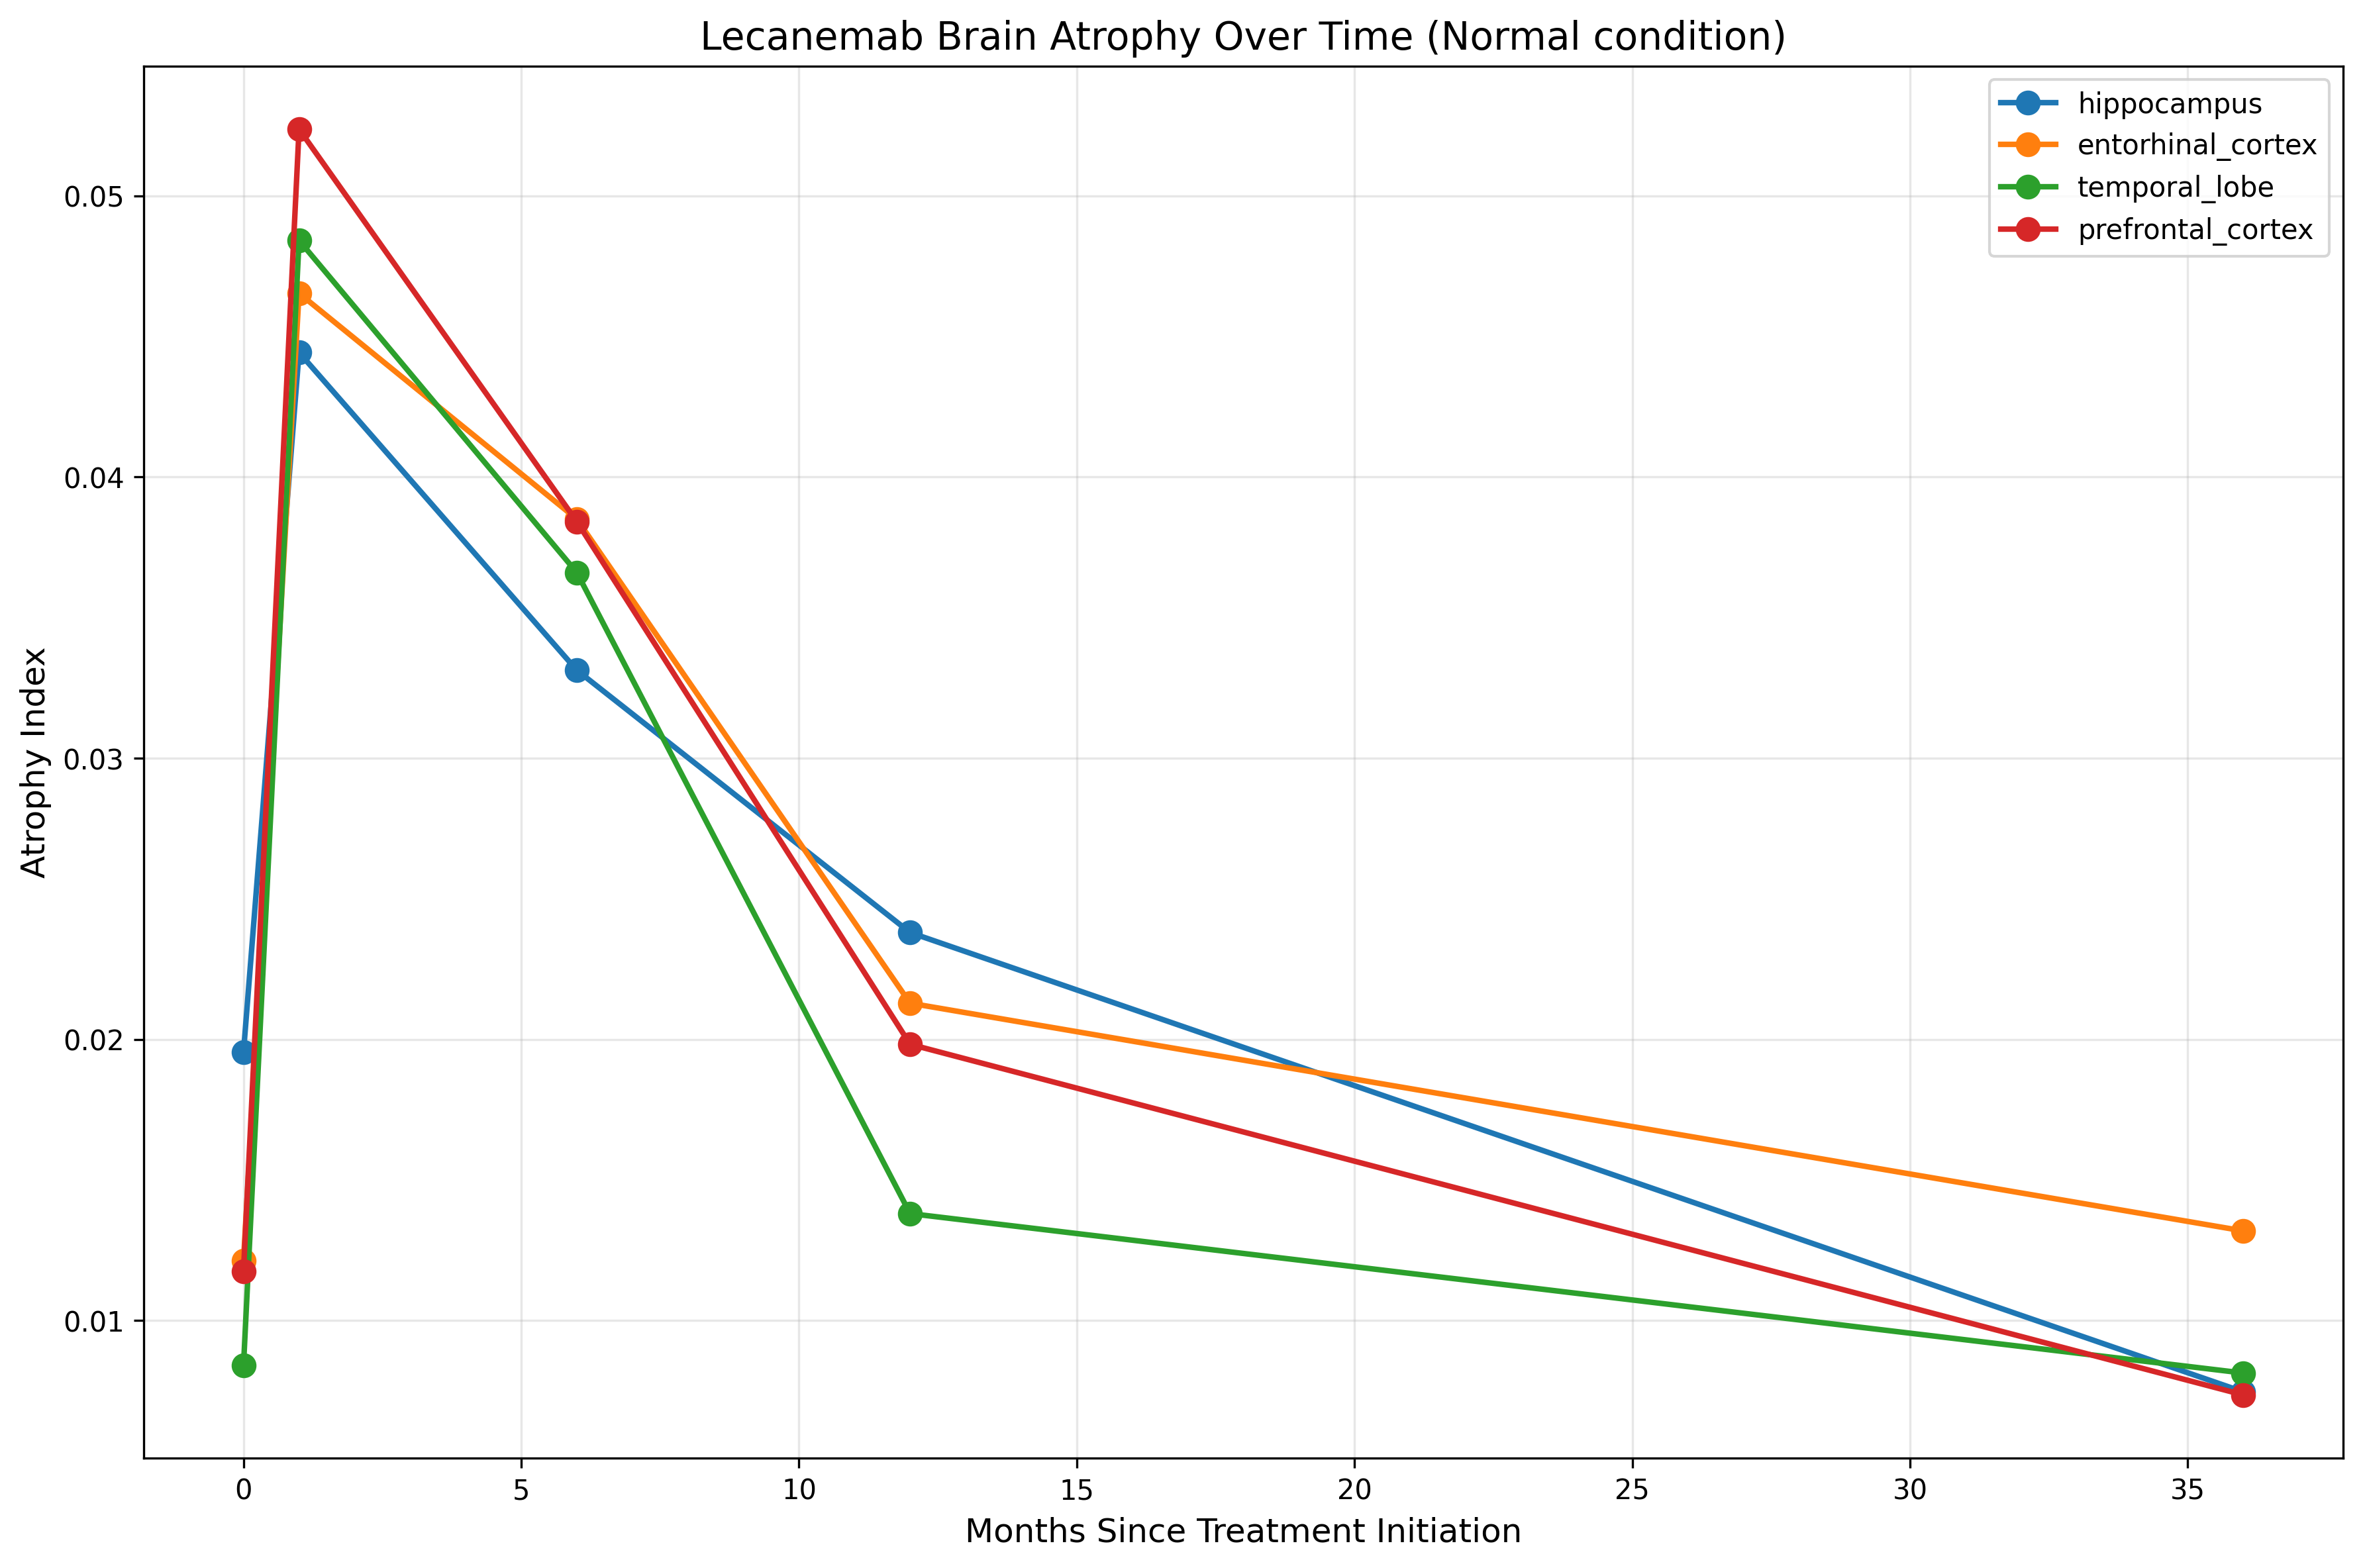 Lecanemab Brain Atrophy Over Time (Normal condition)
hippocampus
entorhinal_cortex
temporal_lobe
prefrontal_cortex
Atrophy Index
0.05
0.04
0.03
0.02
0.01
0 5 10 15 20 25 30 35
Months Since Treatment Initiation